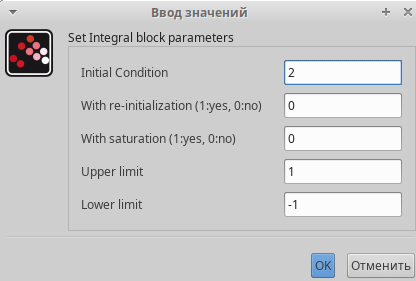 Ввод значений
Set Integral block parameters
Initial Condition 2
With re-initialization (1:yes, 0:no) 0
With saturation (1:yes, 0:no) 0
Upper limit 1
Lower limit -1
OK Отменить